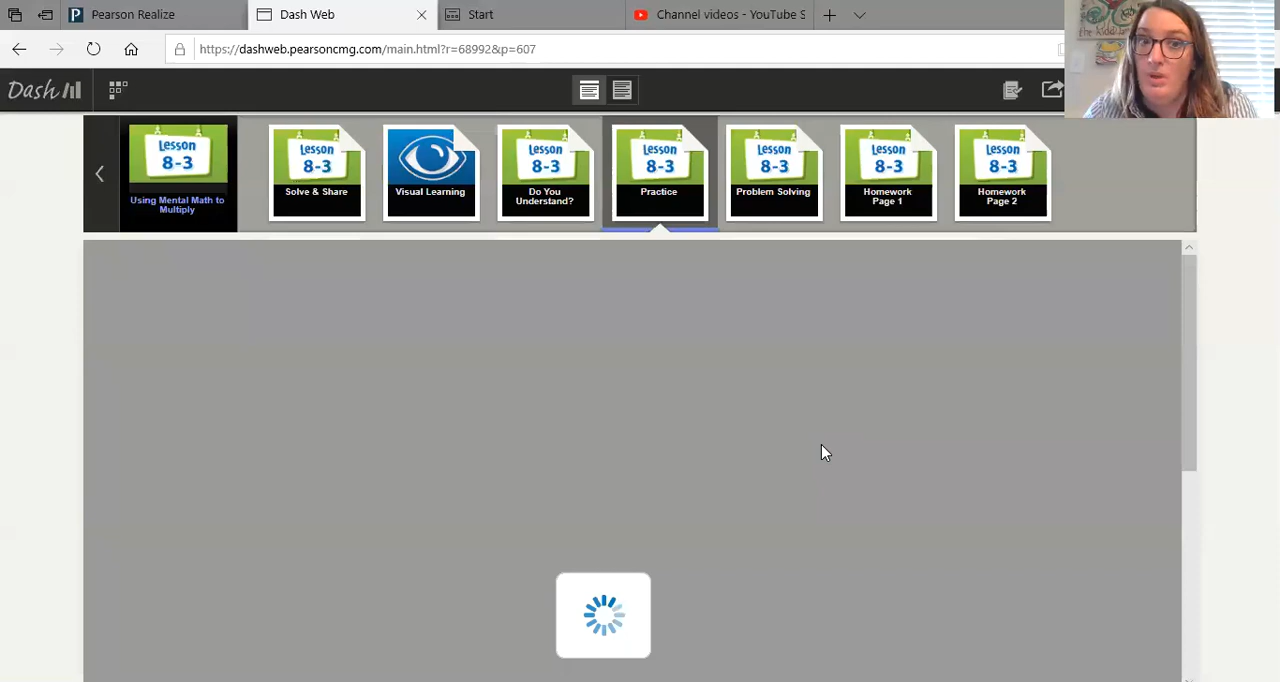 Pearson Realize
Dash Web
Start
Channel videos - YouTube S
https://dashweb.pearsoncmg.com/main.html?r=68992&p=607
Dash
Lesson
8-3
Using Mental Math to
Multiply
Lesson
8-3
Solve & Share
Visual Learning
Lesson
8-3
Do You
Understand?
Lesson
8-3
Practice
Lesson
8-3
Problem Solving
Lesson
8-3
Homework
Page 1
Lesson
8-3
Homework
Page 2